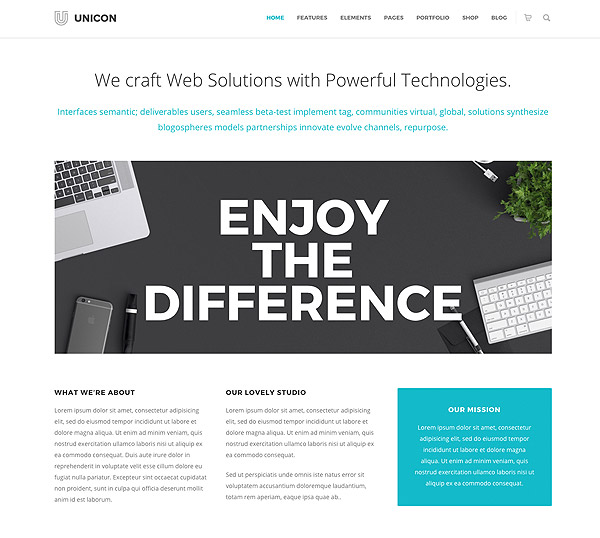 UNICON
HOME FEATURES ELEMENTS PAGES PORTFOLIO SHOP BLOG
We craft Web Solutions with Powerful Technologies.
Interfaces semantic; deliverables users, seamless beta-test implement tag, communities virtual, global, solutions synthesize
blogospheres models partnerships innovate evolve channels, repurpose.
ENJOY
THE
DIFFERENCE
WHAT WE'RE ABOUT
Lorem ipsum dolor sit amet, consectetur adipisicing
elit, sed do eiusmod tempor incididunt ut labore et
dolore magna aliqua. Ut enim ad minim veniam, quis
nostrud exercitation ullamco laboris nisi ut aliquip ex
ea commodo consequat. Duis aute irure dolor in
reprehenderit in voluptate velit esse cillum dolore eu
fugiat nulla pariatur. Excepteur sint occaecat cupidatat
non proident, sunt in culpa qui officia deserunt mollit
anim id est laborum.
OUR LOVELY STUDIO
Lorem ipsum dolor sit amet, consectetur adipisicing
elit, sed do eiusmod tempor incididunt ut labore et
dolore magna aliqua. Ut enim ad minim veniam, quis
nostrud exercitation ullamco laboris nisi ut aliquip ex
ea commodo consequat.
Sed ut perspiciatis unde omnis iste natus error sit
voluptatem accusantium doloremque laudantium,
totam rem aperiam, eaque ipsa quae ab..
OUR MISSION
Lorem ipsum dolor sit amet, consectetur
adipisicing elit, sed do eiusmod tempor
incididunt ut labore et dolore magna
aliqua. Ut enim ad minim veniam, quis
nostrud exercitation ullamco laboris nisi ut
aliquip ex ea commodo consequat.